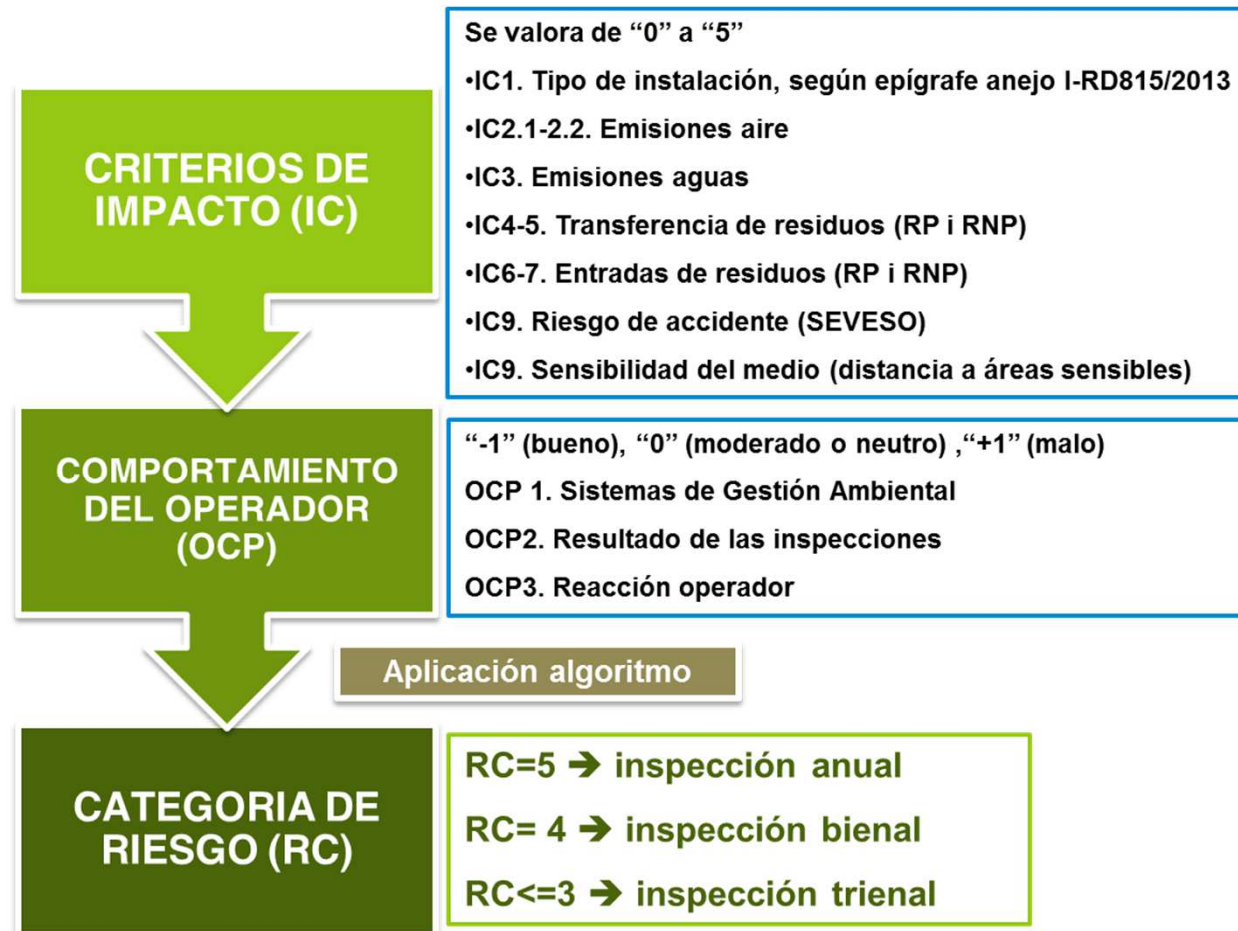 CRITERIOS DE
IMPACTO (IC)
Se valora de “0” a “5”
•IC1. Tipo de instalación, según epígrafe anejo I-RD815/2013
•IC2.1-2.2. Emisiones aire
•IC3. Emisiones aguas
•IC4-5. Transferencia de residuos (RP i RNP)
•IC6-7. Entradas de residuos (RP i RNP)
•IC9. Riesgo de accidente (SEVESO)
•IC9. Sensibilidad del medio (distancia a áreas sensibles)
COMPORTAMIENTO
DEL OPERADOR
(OCP)
“-1” (bueno), “0” (moderado o neutro) ,“+1” (malo)
OCP 1. Sistemas de Gestión Ambiental
OCP2. Resultado de las inspecciones
OCP3. Reacción operador
Aplicación algoritmo
CATEGORIA DE
RIESGO (RC)
RC=5 ➔ inspección anual
RC= 4 ➔ inspección bienal
RC<=3 ➔ inspección trienal